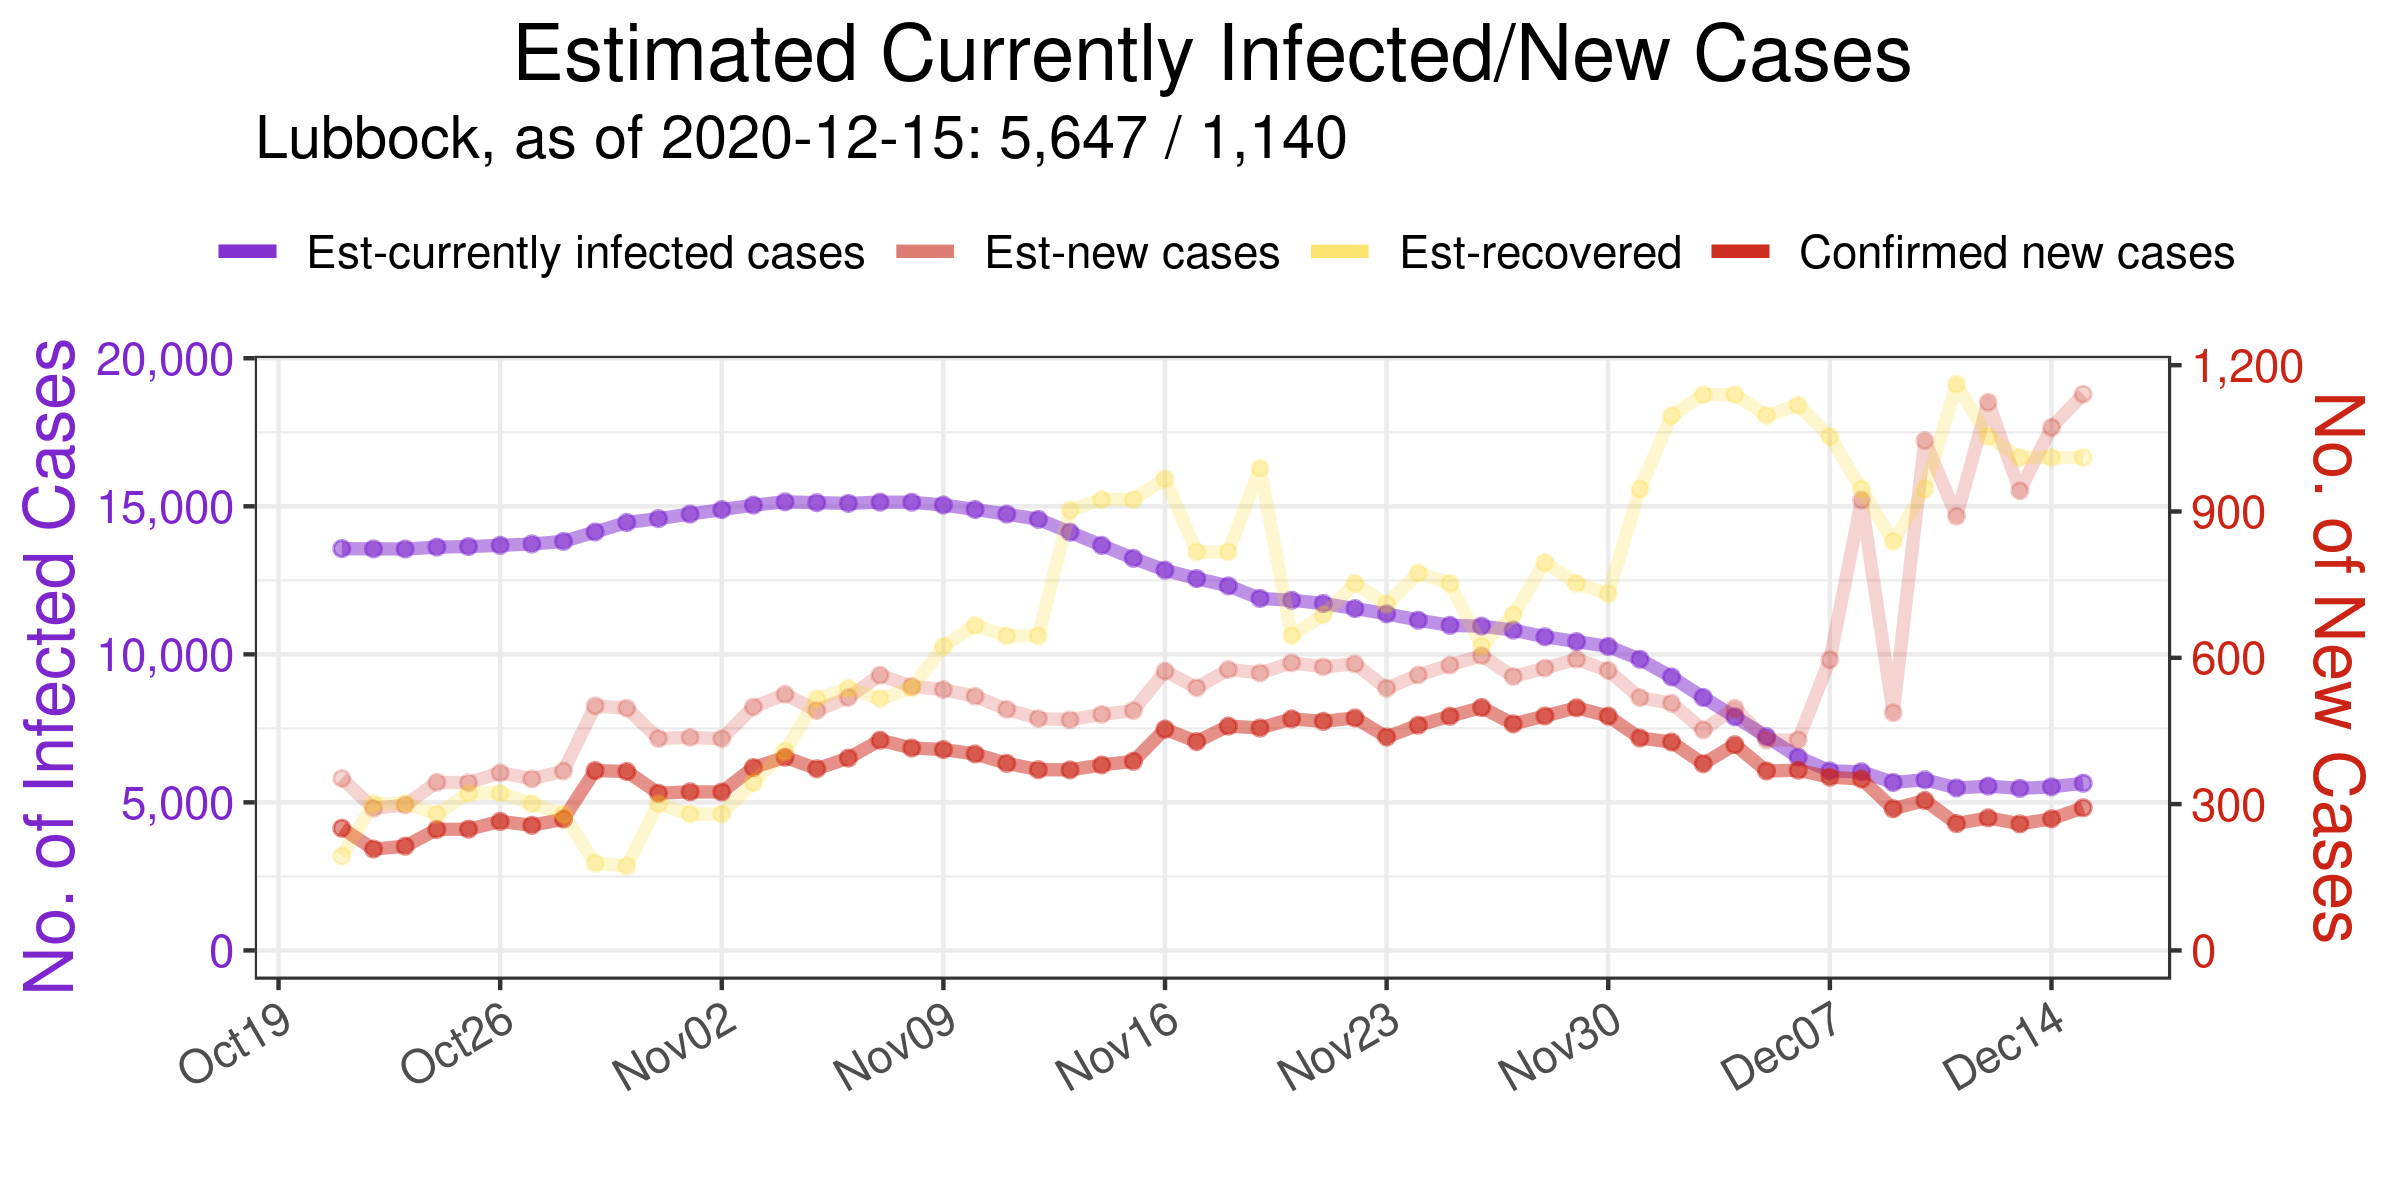 Estimated Currently Infected/New Cases
Lubbock, as of 2020-12-15: 5,647 / 1,140
Est-currently infected cases Est-new cases Est-recovered Confirmed new cases
No. of Infected Cases
20,000
15,000
10,000
5,000
0
1,200
900
600
300
0
No. of New Cases
Oct19 Oct26 Nov02 Nov09 Nov16 Nov23 Nov30 Dec07 Dec14